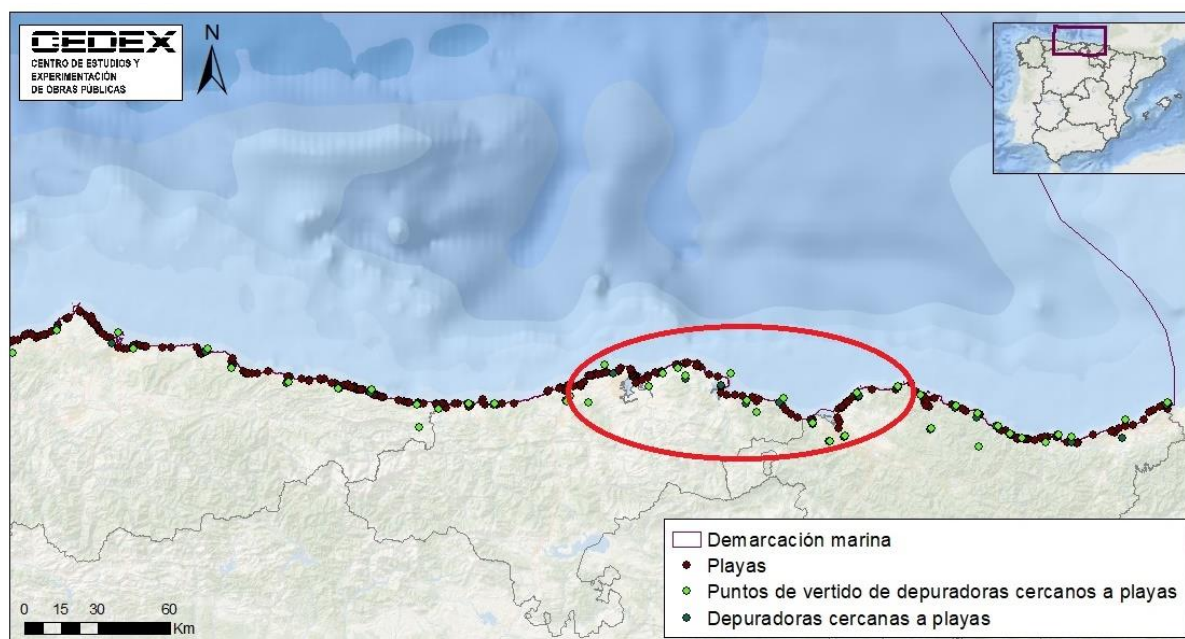 CEDEX
CENTRO DE ESTUDIOS Y
EXPERIMENTACIÓN
DE OBRAS PÚBLICAS
N
Demarcación marina
Playas
Puntos de vertido de depuradoras cercanos a playas
Depuradoras cercanas a playas
0 15 30 60
Km